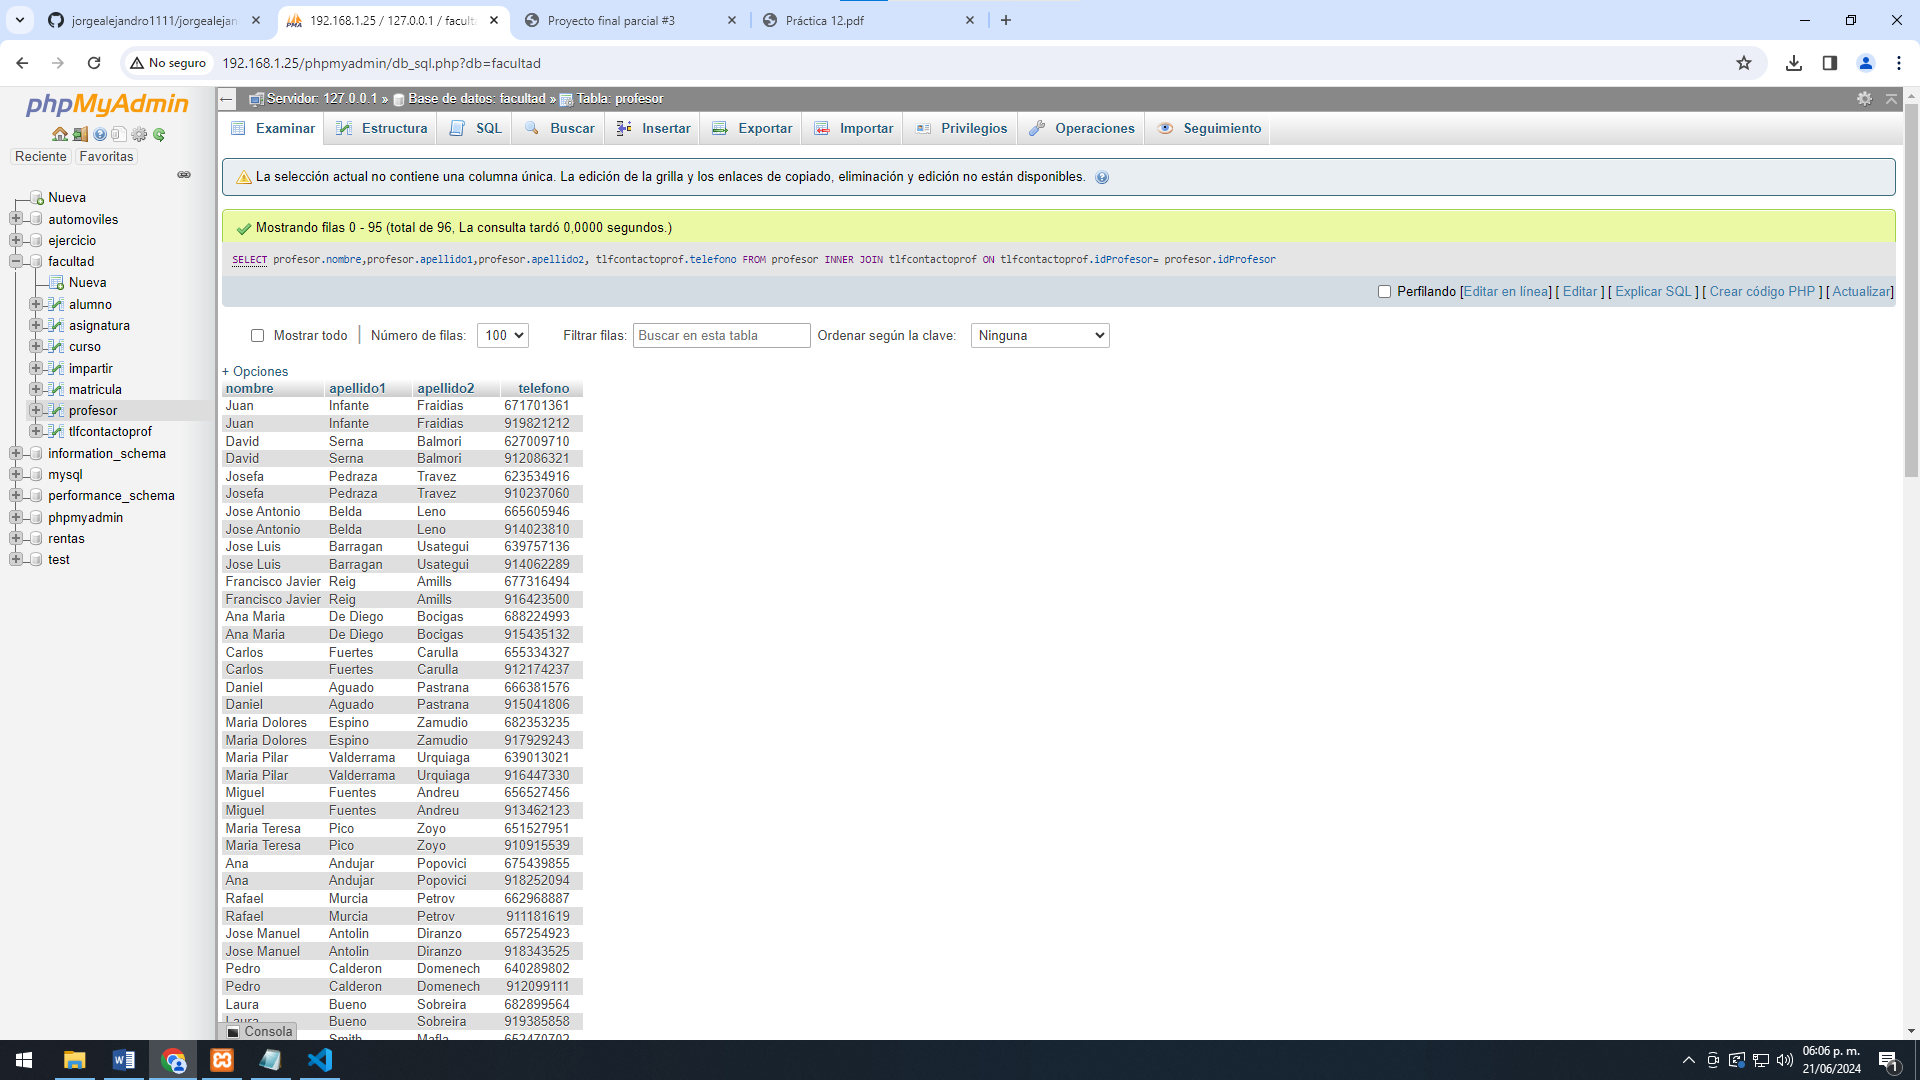 jorgealejandro1111/jorgealejan
192.168.1.25 / 127.0.0.1 / faculta
Proyecto final parcial #3
Práctica 12.pdf
No seguro
192.168.1.25/phpmyadmin/db_sql.php?db=facultad
phpMyAdmin
Reciente
Favoritas
Nueva
automoviles
ejercicio
facultad
Nueva
alumno
asignatura
curso
impartir
matricula
profesor
tlfcontactoprof
information_schema
mysql
performance_schema
phpmyadmin
rentas
test
Servidor: 127.0.0.1 » Base de datos: facultad » Tabla: profesor
Examinar Estructura SQL Buscar Insertar Exportar Importar Privilegios Operaciones Seguimiento
La selección actual no contiene una columna única. La edición de la grilla y los enlaces de copiado, eliminación y edición no están disponibles.
Mostrando filas 0 - 95 (total de 96, La consulta tardó 0,0000 segundos.)
SELECT profesor.nombre,profesor.apellido1,profesor.apellido2, tlfcontactoprof.telefono FROM profesor INNER JOIN tlfcontactoprof ON tlfcontactoprof.idProfesor= profesor.idProfesor
Perfilando [Editar en línea] [ Editar ] [ Explicar SQL ] [ Crear código PHP ] [ Actualizar]
Mostrar todo | Número de filas: 100 Filtrar filas: Buscar en esta tabla Ordenar según la clave: Ninguna
+ Opciones
nombre apellido1 apellido2 telefono
Juan Infante Fraidias 671701361
Juan Infante Fraidias 919821212
David Serna Balmori 627009710
David Serna Balmori 912086321
Josefa Pedraza Travez 623534916
Josefa Pedraza Travez 910237060
Jose Antonio Belda Leno 665605946
Jose Antonio Belda Leno 914023810
Jose Luis Barragan Usategui 639757136
Jose Luis Barragan Usategui 914062289
Francisco Javier Reig Amills 677316494
Francisco Javier Reig Amills 916423500
Ana Maria De Diego Bocigas 688224993
Ana Maria De Diego Bocigas 915435132
Carlos Fuertes Carulla 655334327
Carlos Fuertes Carulla 912174237
Daniel Aguado Pastrana 666381576
Daniel Aguado Pastrana 915041806
Maria Dolores Espino Zamudio 682353235
Maria Dolores Espino Zamudio 917929243
Maria Pilar Valderrama Urquiaga 639013021
Maria Pilar Valderrama Urquiaga 916447330
Miguel Fuentes Andreu 656527456
Miguel Fuentes Andreu 913462123
Maria Teresa Pico Zoyo 651527951
Maria Teresa Pico Zoyo 910915539
Ana Andujar Popovici 675439855
Ana Andujar Popovici 918252094
Rafael Murcia Petrov 662968887
Rafael Murcia Petrov 911181619
Jose Manuel Antolin Diranzo 657254923
Jose Manuel Antolin Diranzo 918343525
Pedro Calderon Domenech 640289802
Pedro Calderon Domenech 912099111
Laura Bueno Sobreira 682899564
Laura Bueno Sobreira 919385858
Smith Mafla 652470702
Consola
06:06 p. m.
21/06/2024
1